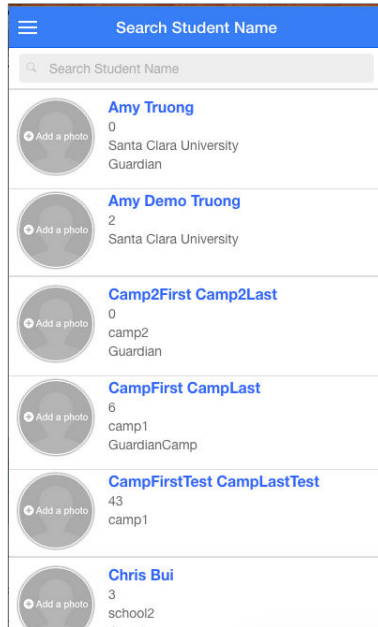 Search Student Name
Search Student Name
Amy Truong
0
Add a photo
Santa Clara University
Guardian
Amy Demo Truong
2
Add a photo
Santa Clara University
Camp2First Camp2Last
0
Add a photo
camp2
Guardian
CampFirst CampLast
6
Add a photo
camp1
GuardianCamp
CampFirstTest CampLastTest
43
Add a photo
camp1
Chris Bui
3
Add a photo
school2